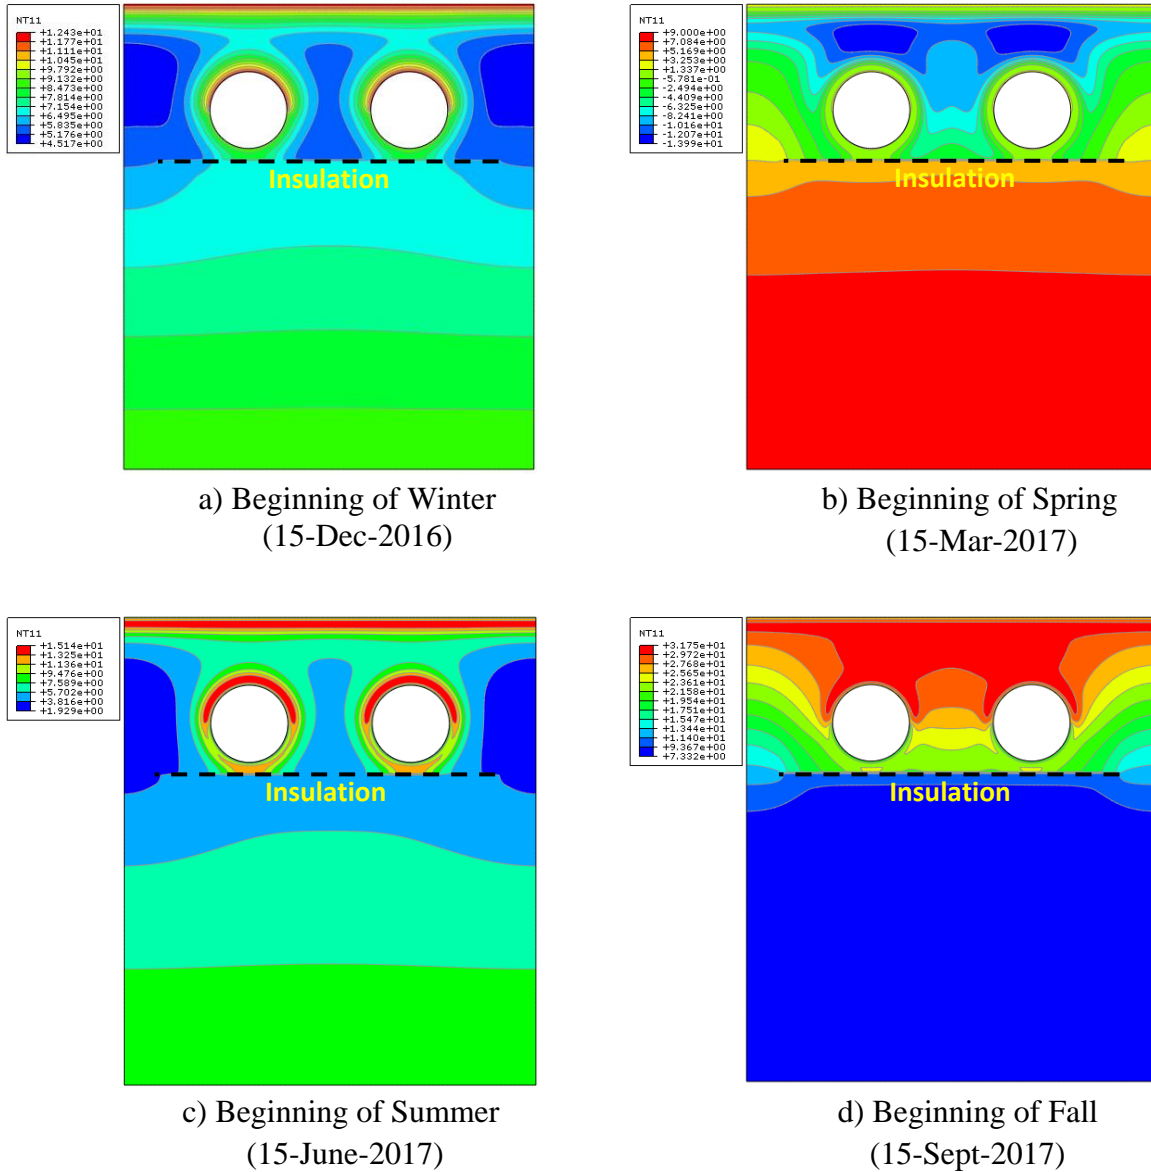 NT11
+1.243e+01
+1.177e+01
+1.111e+01
+1.045e+01
+9.792e+00
+9.132e+00
+8.473e+00
+7.814e+00
+7.154e+00
+6.495e+00
+5.835e+00
+5.176e+00
+4.517e+00
Insulation
a) Beginning of Winter
(15-Dec-2016)
NT11
+9.000e+00
+7.084e+00
+5.169e+00
+3.253e+00
+1.337e+00
-5.781e-01
-2.494e+00
-4.409e+00
-6.325e+00
-8.241e+00
-1.016e+01
-1.207e+01
-1.399e+01
Insulation
b) Beginning of Spring
(15-Mar-2017)
NT11
+1.514e+01
+1.325e+01
+1.136e+01
+9.476e+00
+7.589e+00
+5.702e+00
+3.816e+00
+1.929e+00
Insulation
c) Beginning of Summer
(15-June-2017)
NT11
+3.175e+01
+2.972e+01
+2.768e+01
+2.565e+01
+2.361e+01
+2.158e+01
+1.954e+01
+1.751e+01
+1.547e+01
+1.344e+01
+1.140e+01
+9.367e+00
+7.332e+00
Insulation
d) Beginning of Fall
(15-Sept-2017)